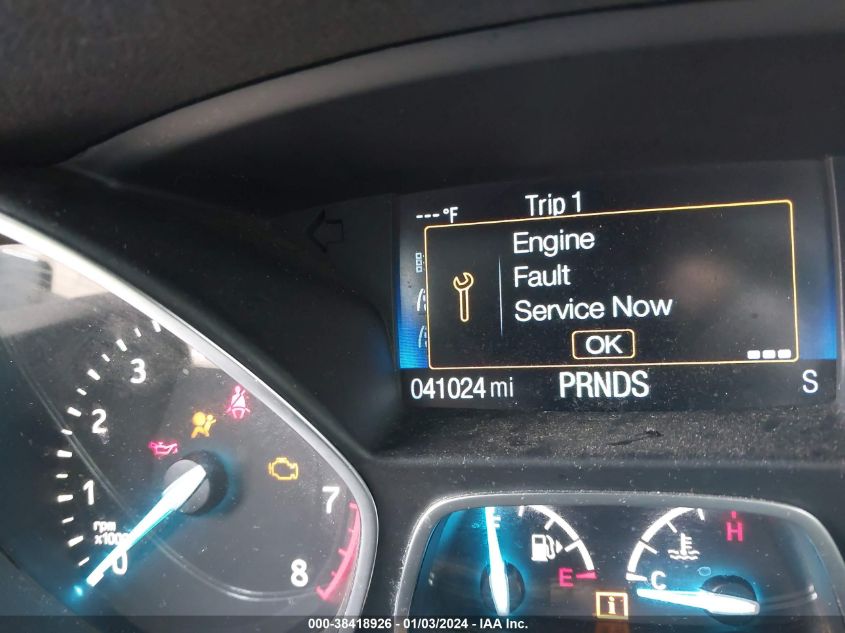 --- °F
Trip 1
Engine
Fault
Service Now
OK
041024 mi
PRNDS
S
3
2
1
rpm
x1000
0
7
8
F
E
H
C
i
000-38418926 - 01/03/2024 - IAA Inc.